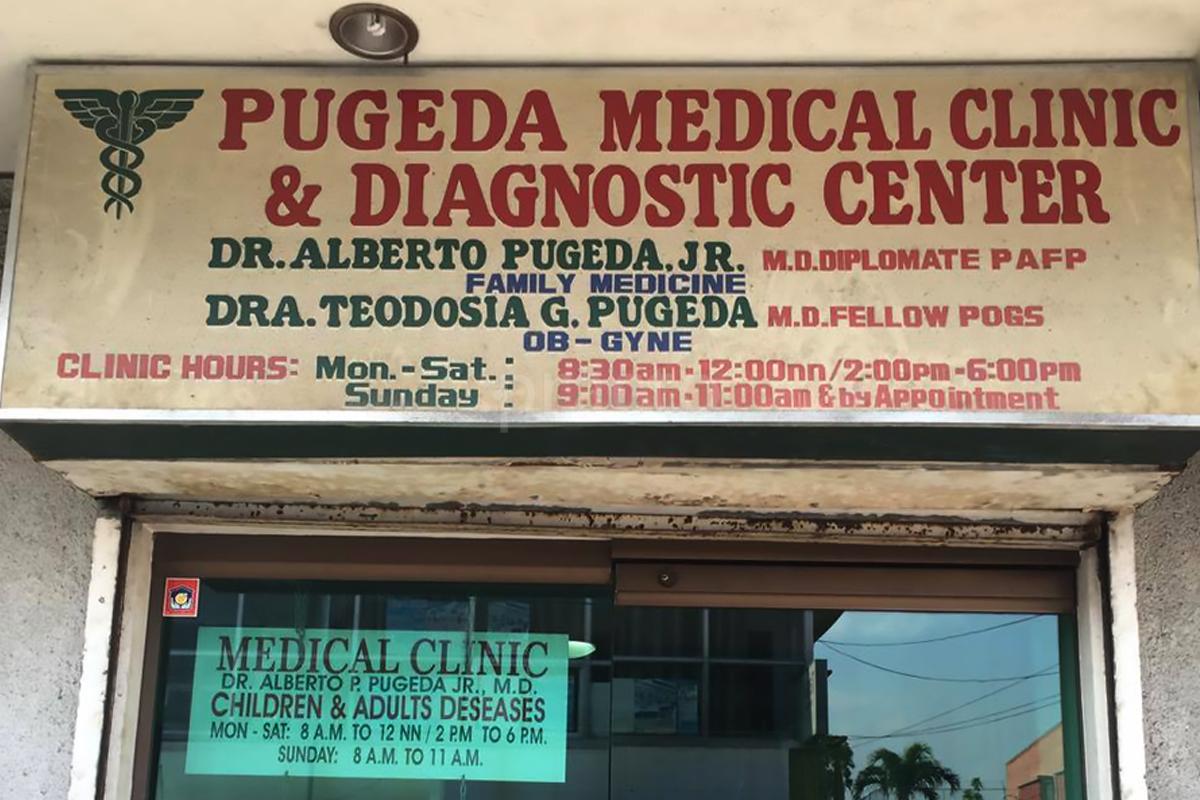 PUGEDA MEDICAL CLINIC
& DIAGNOSTIC CENTER
DR. ALBERTO PUGEDA, JR. M.D. DIPLOMATE PAFP
FAMILY MEDICINE
DRA. TEODOSIA G. PUGEDA M.D. FELLOW POGS
OB-GYNE
CLINIC HOURS: Mon.-Sat. : 8:30am-12:00nn/2:00pm-6:00pm
Sunday : 9:00am-11:00am & by Appointment
MEDICAL CLINIC
DR. ALBERTO P. PUGEDA JR., M.D.
CHILDREN & ADULTS DESEASES
MON - SAT: 8 A.M. TO 12 NN / 2 P.M TO 6 P.M.
SUNDAY: 8 A.M. TO 11 A.M.